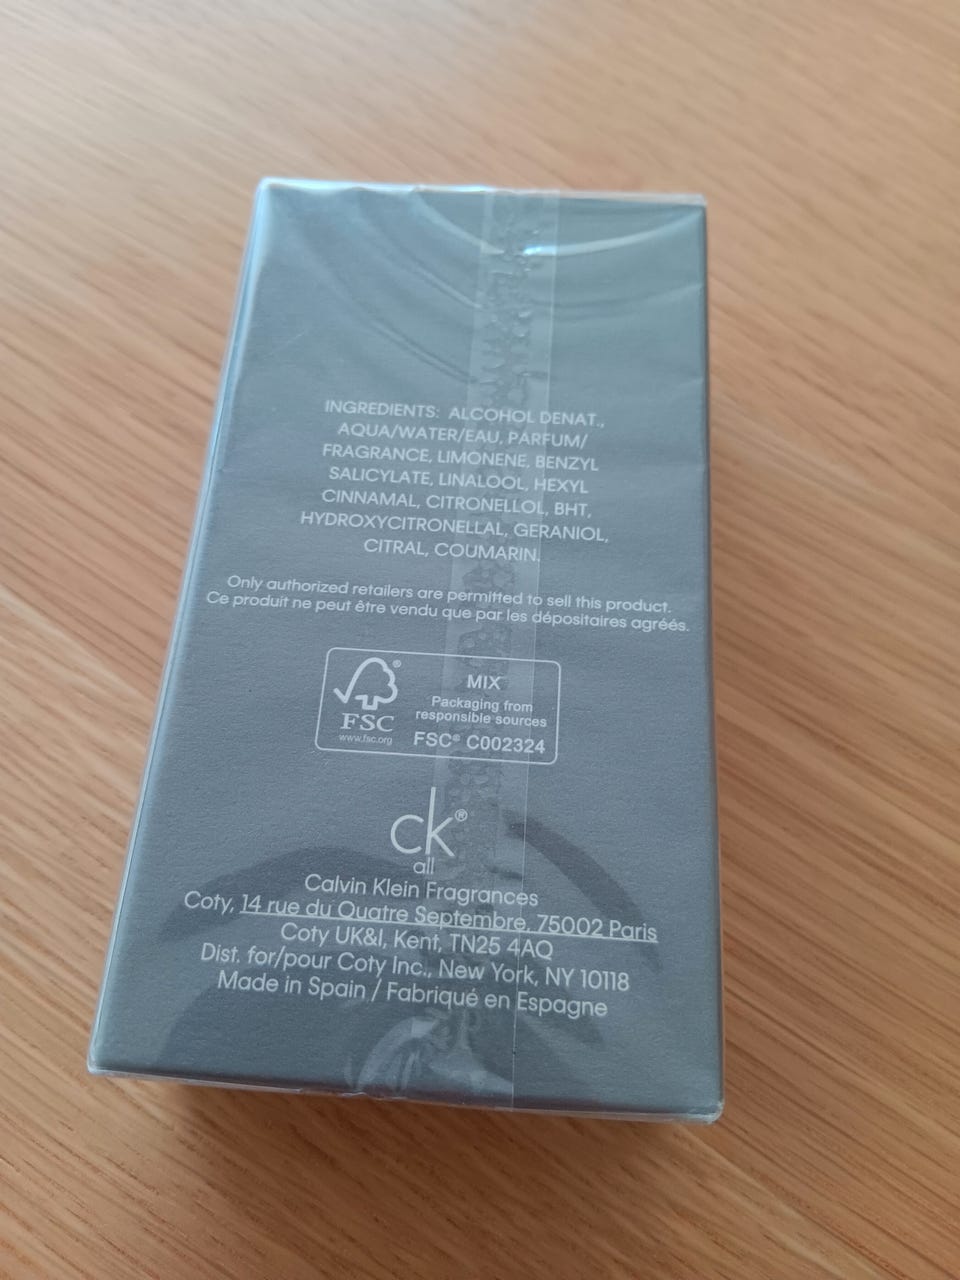 INGREDIENTS: ALCOHOL DENAT.,
AQUA/WATER/EAU, PARFUM/
FRAGRANCE, LIMONENE, BENZYL
SALICYLATE, LINALOOL, HEXYL
CINNAMAL, CITRONELLOL, BHT,
HYDROXYCITRONELLAL, GERANIOL,
CITRAL, COUMARIN.
Only authorized retailers are permitted to sell this product.
Ce produit ne peut être vendu que par les dépositaires agréés.
®
FSC
www.fsc.org
MIX
Packaging from
responsible sources
FSC® C002324
ck®
all
Calvin Klein Fragrances
Coty, 14 rue du Quatre Septembre, 75002 Paris
Coty UK&I, Kent, TN25 4AQ
Dist. for/pour Coty Inc., New York, NY 10118
Made in Spain / Fabriqué en Espagne